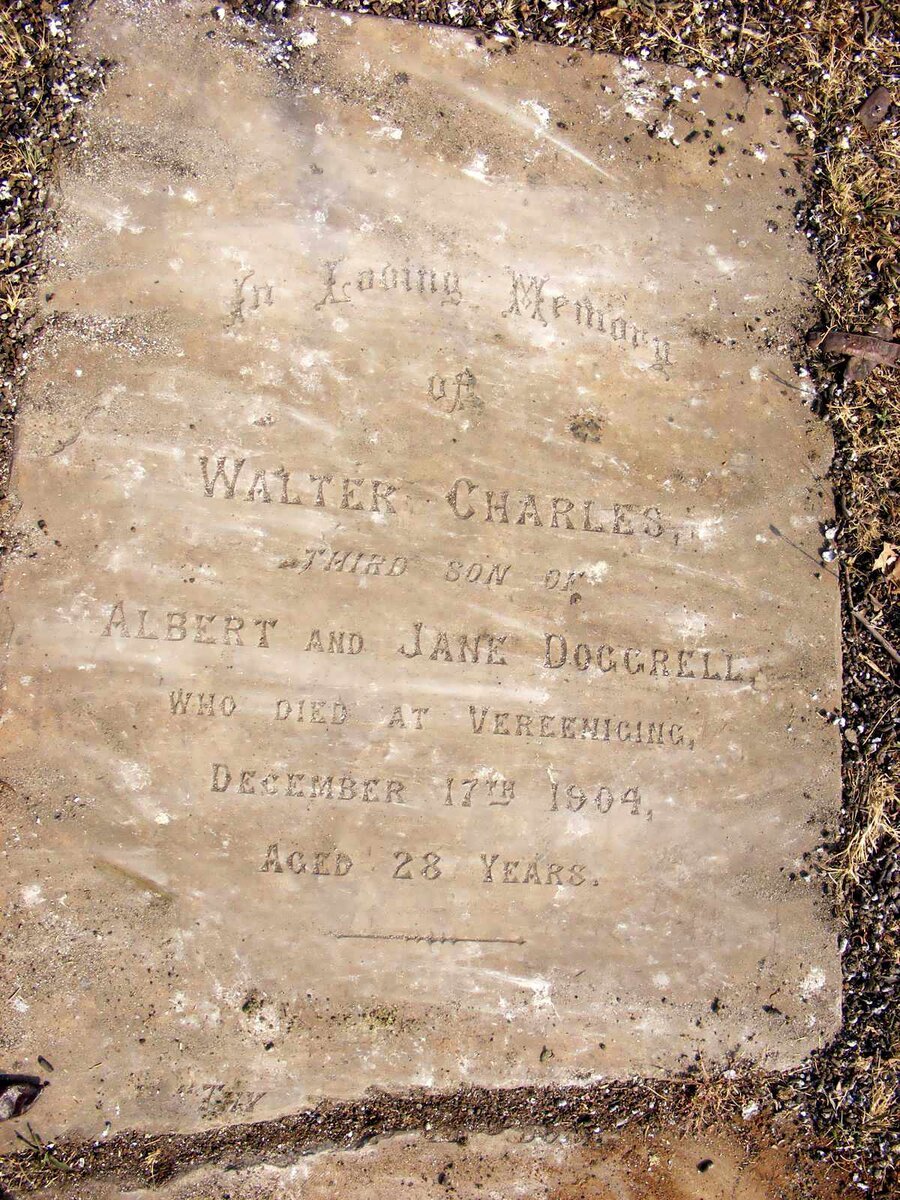 In Loving Memory
of
WALTER CHARLES,
THIRD SON OF
ALBERT AND JANE DOGGRELL,
WHO DIED AT VEREENIGING,
DECEMBER 17TH 1904,
AGED 28 YEARS.
"THY